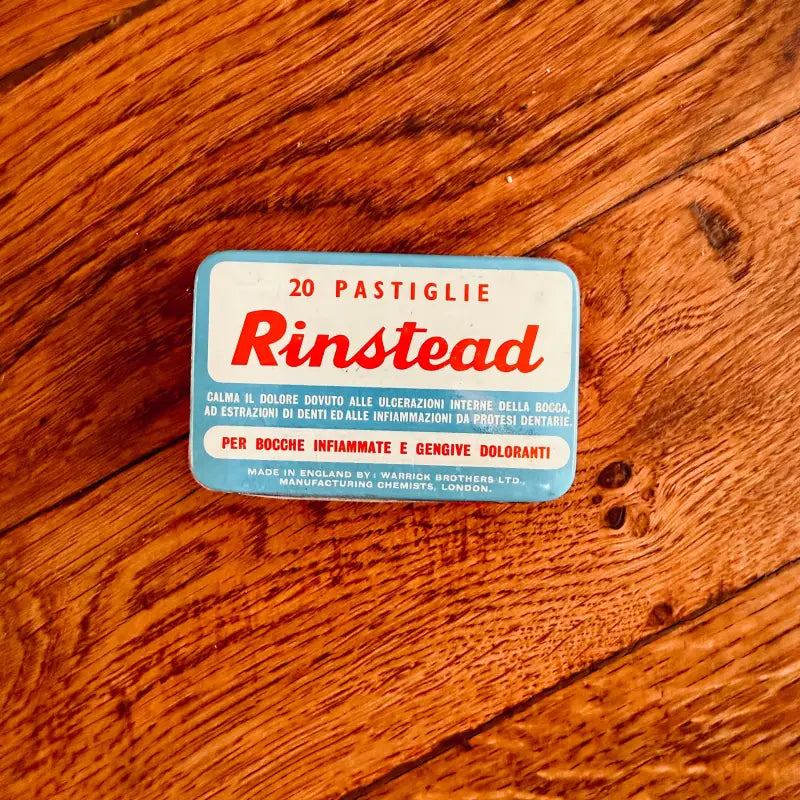 20 PASTIGLIE
Rinstead
CALMA IL DOLORE DOVUTO ALLE ULCERAZIONI INTERNE DELLA BOCCA,
AD ESTRAZIONI DI DENTI ED ALLE INFIAMMAZIONI DA PROTESI DENTARIE.
PER BOCCHE INFIAMMATE E GENGIVE DOLORANTI
MADE IN ENGLAND BY: WARRICK BROTHERS LTD.,
MANUFACTURING CHEMISTS, LONDON.